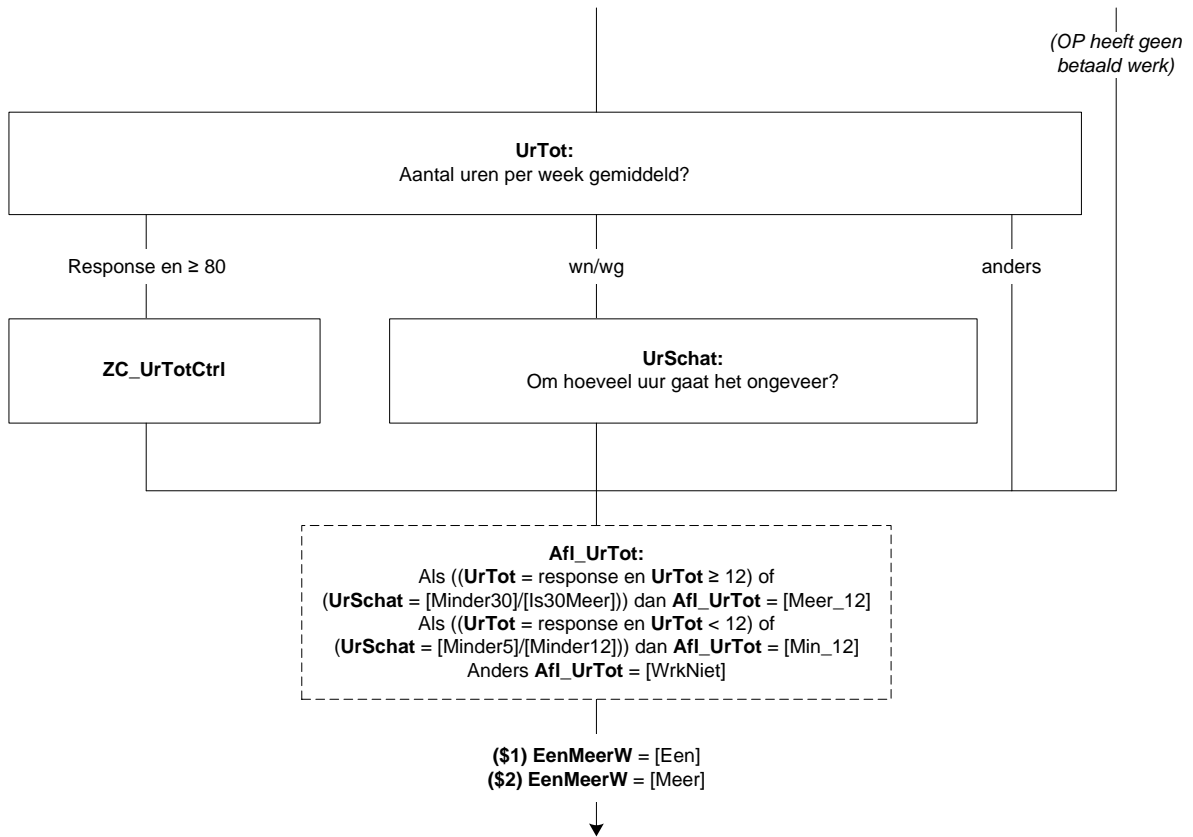 (OP heeft geen
betaald werk)
UrTot:
Aantal uren per week gemiddeld?
Response en ≥ 80
wn/wg
anders
ZC_UrTotCtrl
UrSchat:
Om hoeveel uur gaat het ongeveer?
Afl_UrTot:
Als ((UrTot = response en UrTot ≥ 12) of
(UrSchat = [Minder30]/[Is30Meer])) dan Afl_UrTot = [Meer_12]
Als ((UrTot = response en UrTot < 12) of
(UrSchat = [Minder5]/[Minder12])) dan Afl_UrTot = [Min_12]
Anders Afl_UrTot = [WrkNiet]
($1) EenMeerW = [Een]
($2) EenMeerW = [Meer]